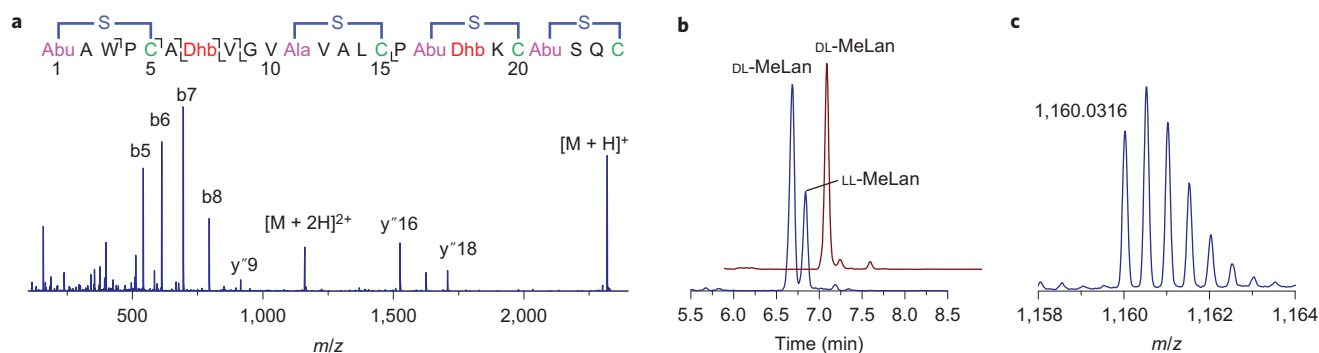 a
S S S S
Abu A W P C A Dhb V G V Ala V A L C P Abu Dhb K C Abu S Q C
1 5 10 15 20
b7
b6
b5
b8
y″9
[M + 2H]2+
y″16
y″18
[M + H]+
500 1,000 1,500 2,000
m/z
b
DL-MeLan
DL-MeLan
LL-MeLan
5.5 6.0 6.5 7.0 7.5 8.0 8.5
Time (min)
c
1,160.0316
1,158 1,160 1,162 1,164
m/z